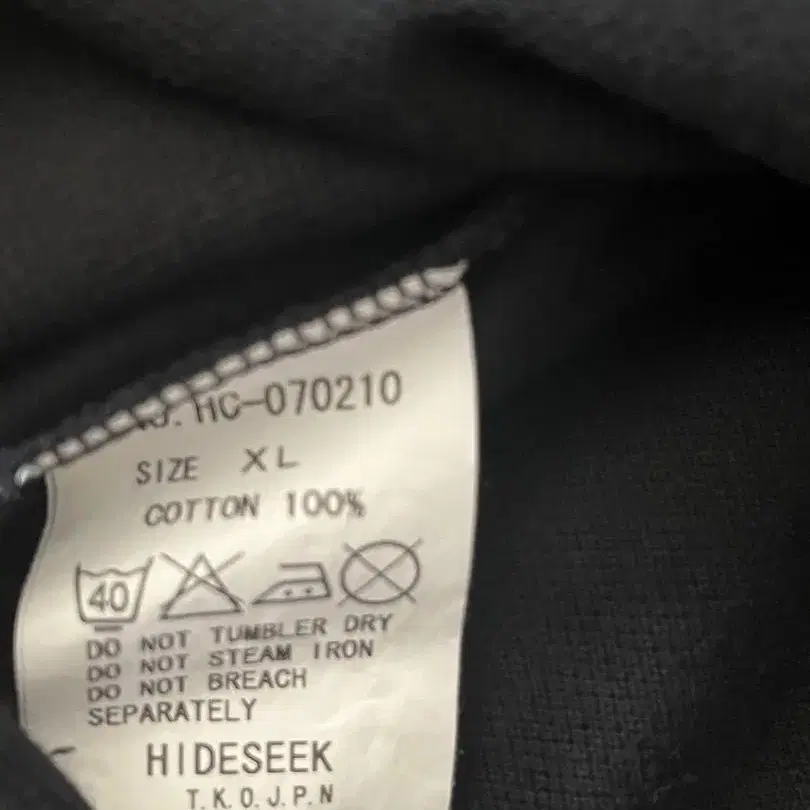 HC-070210
SIZE XL
COTTON 100%
40
DO NOT TUMBLER DRY
DO NOT STEAM IRON
DO NOT BREACH
SEPARATELY
HIDESEEK
T.K.O.J.P.N